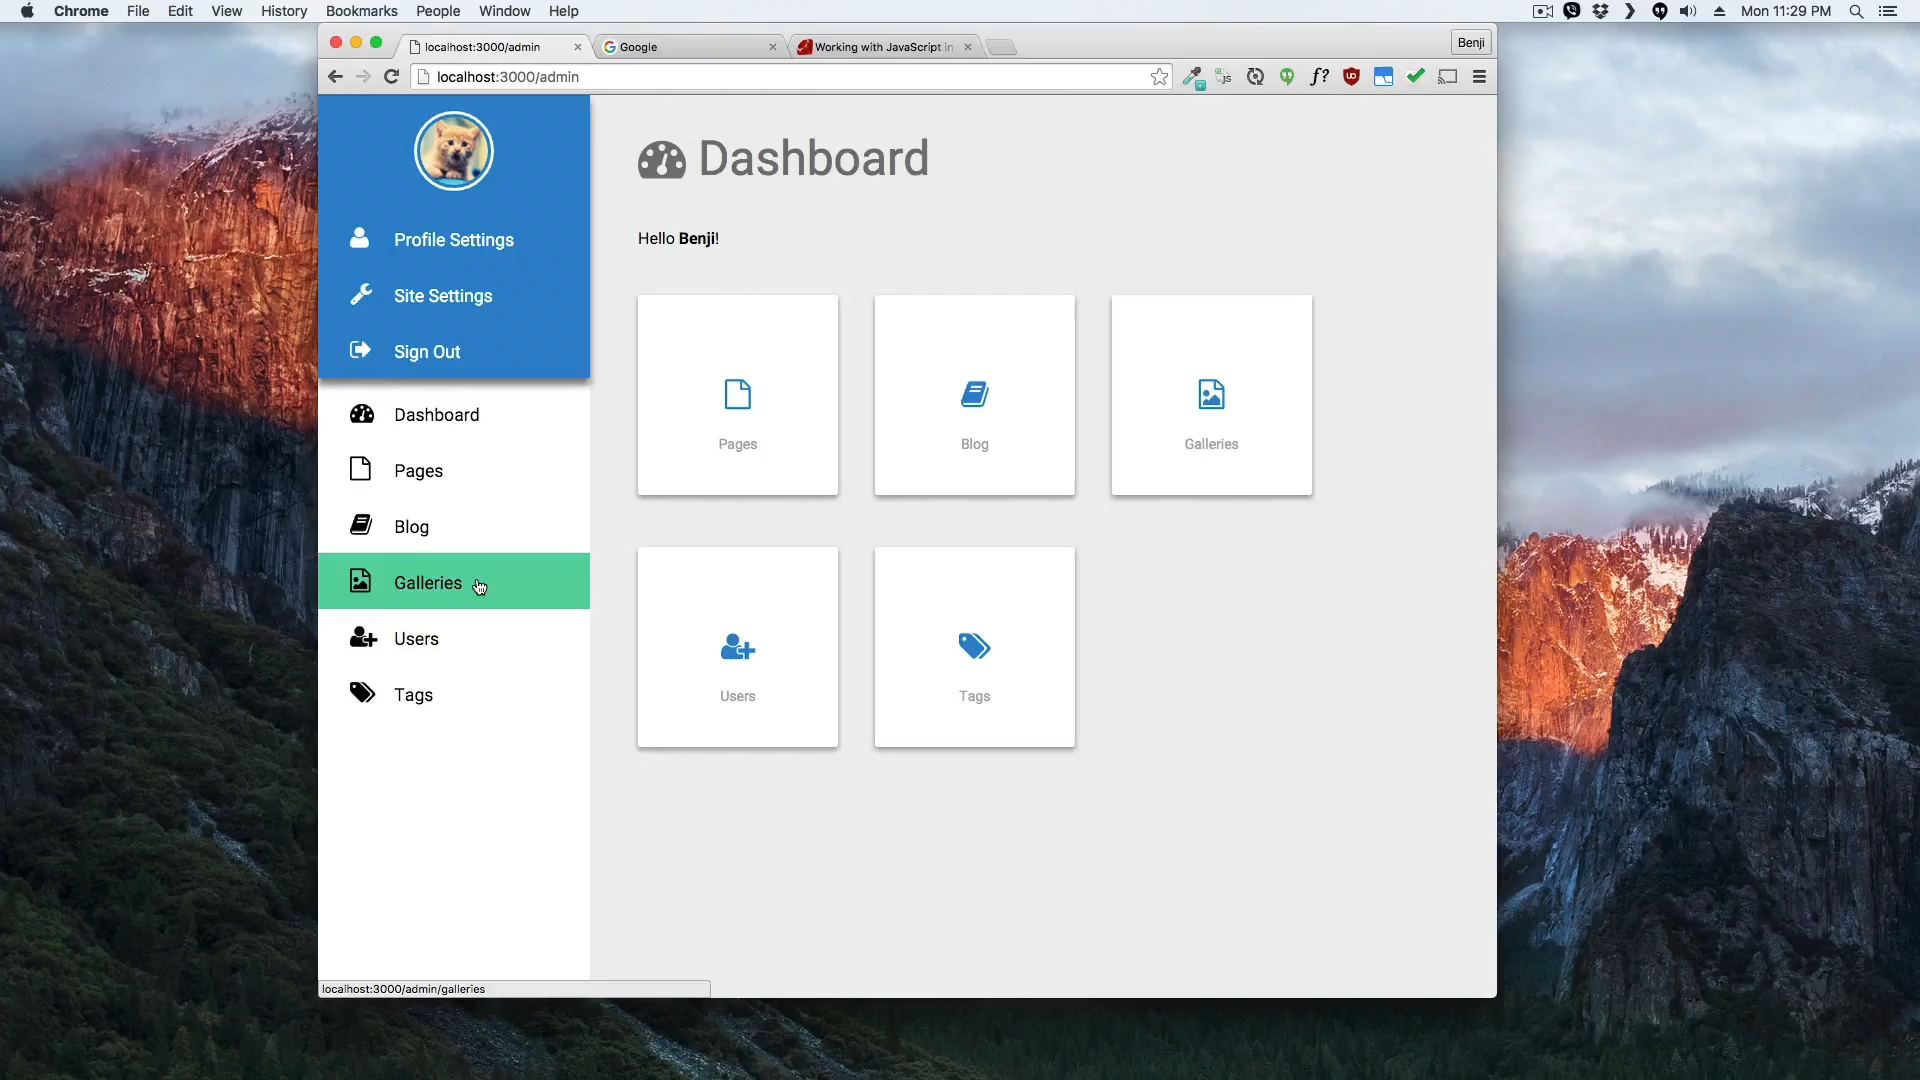 Chrome File Edit View History Bookmarks People Window Help
Mon 11:29 PM
localhost:3000/admin
Google
Working with JavaScript in
Benji
localhost:3000/admin
JS
f?
Profile Settings
Site Settings
Sign Out
Dashboard
Pages
Blog
Galleries
Users
Tags
Dashboard
Hello Benji!
Pages
Blog
Galleries
Users
Tags
localhost:3000/admin/galleries